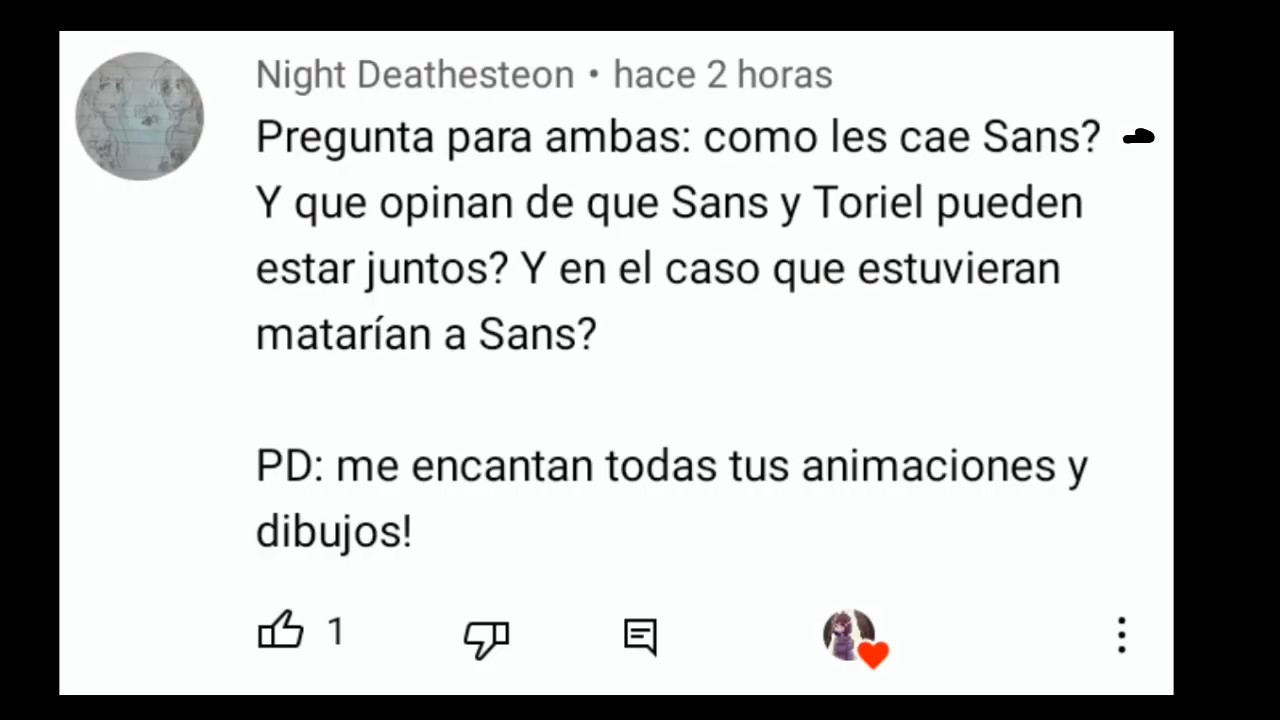 Night Deathesteon • hace 2 horas
Pregunta para ambas: como les cae Sans?
Y que opinan de que Sans y Toriel pueden
estar juntos? Y en el caso que estuvieran
matarían a Sans?
PD: me encantan todas tus animaciones y
dibujos!
1